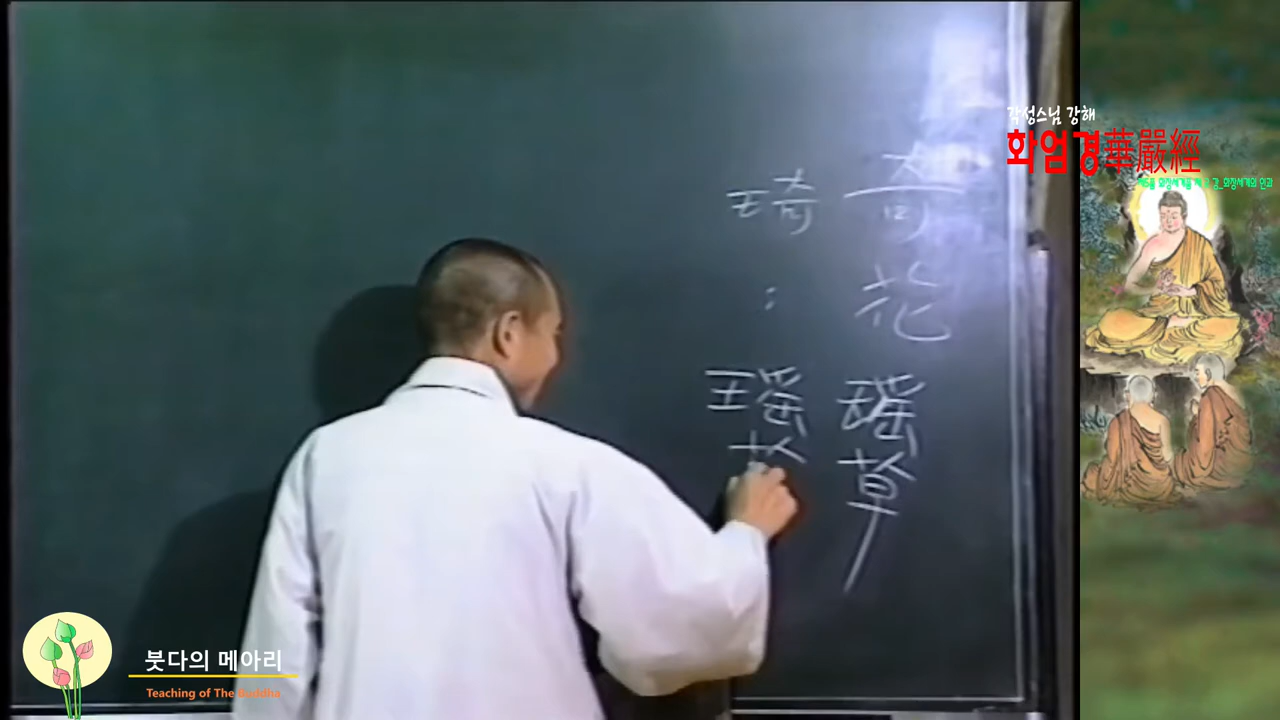 奇花瑤草
琦 : 瑤
각성스님 강해
화엄경華嚴經
붓다의 메아리
Teaching of The Buddha